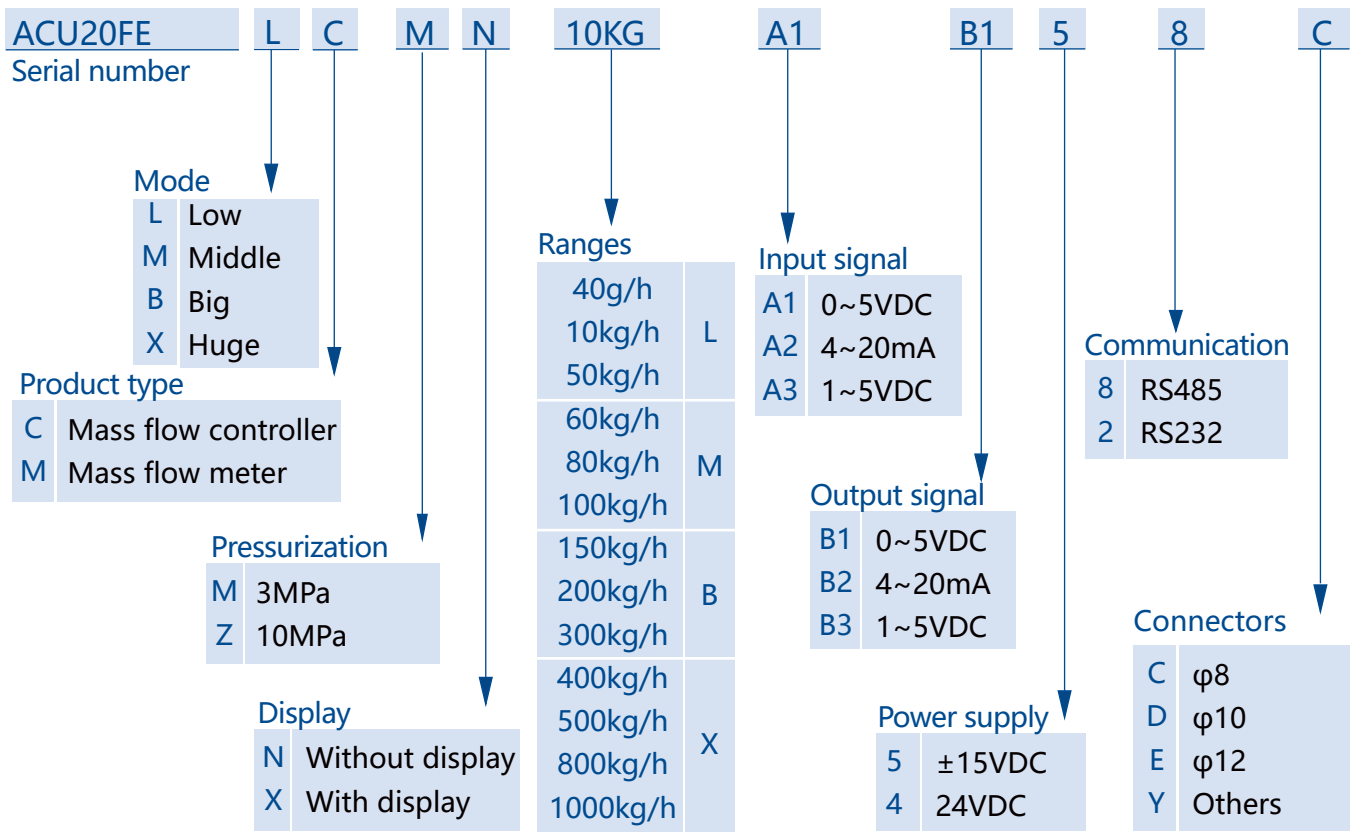 ACU20FE L C M N 10KG A1 B1 5 8 C
Serial number
Mode
L Low
M Middle
B Big
X Huge
Product type
C Mass flow controller
M Mass flow meter
Pressurization
M 3MPa
Z 10MPa
Display
N Without display
X With display
Ranges
40g/h
10kg/h L
50kg/h
60kg/h
80kg/h M
100kg/h
150kg/h
200kg/h B
300kg/h
400kg/h
500kg/h
X
800kg/h
1000kg/h
Input signal
A1 0~5VDC
A2 4~20mA
A3 1~5VDC
Output signal
B1 0~5VDC
B2 4~20mA
B3 1~5VDC
Power supply
5 ±15VDC
4 24VDC
Communication
8 RS485
2 RS232
Connectors
C φ8
D φ10
E φ12
Y Others